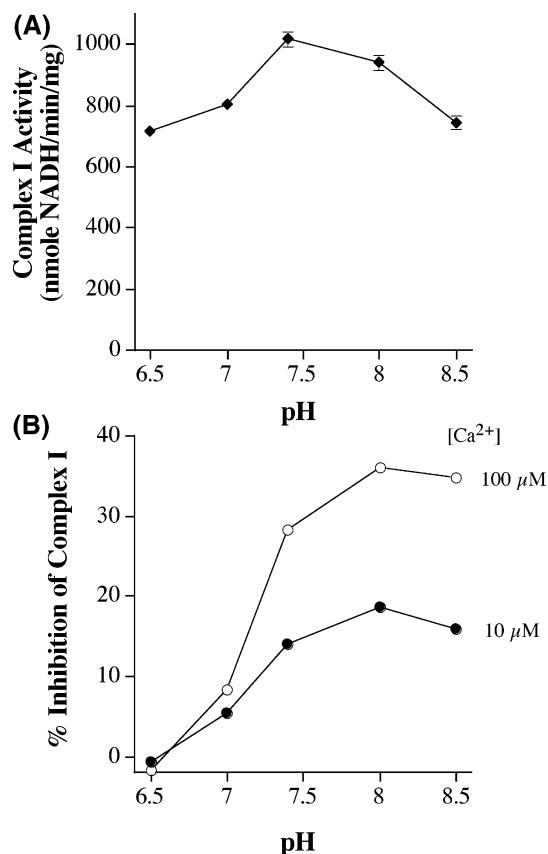 (A)
Complex I Activity
(nmole NADH/min/mg)
1000
800
600
400
200
0
6.5 7 7.5 8 8.5
pH
(B)
% Inhibition of Complex I
40
30
20
10
0
[Ca2+]
100 µM
10 µM
6.5 7 7.5 8 8.5
pH